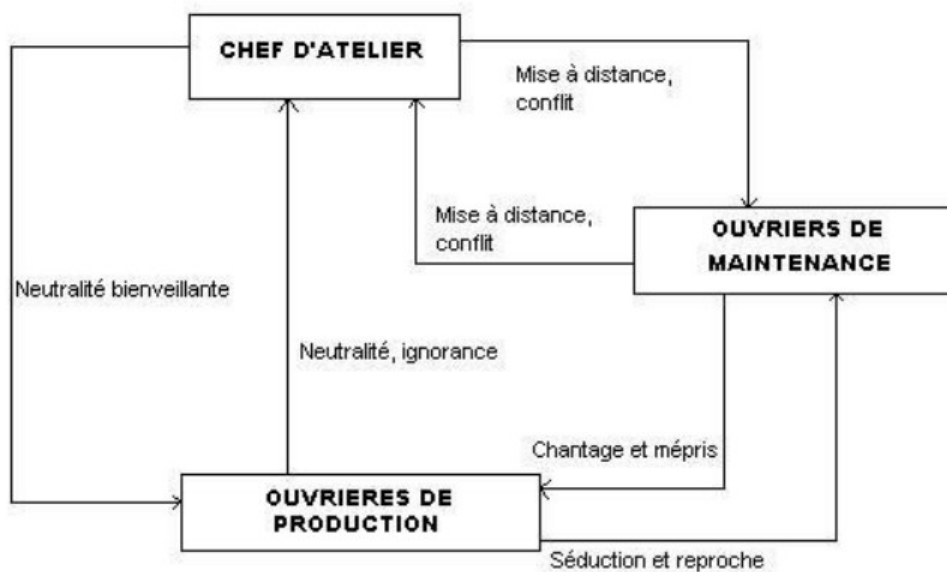 CHEF D'ATELIER
Mise à distance,
conflit
Mise à distance,
conflit
OUVRIERS DE
MAINTENANCE
Neutralité bienveillante
Neutralité, ignorance
Chantage et mépris
OUVRIERES DE
PRODUCTION
Séduction et reproche